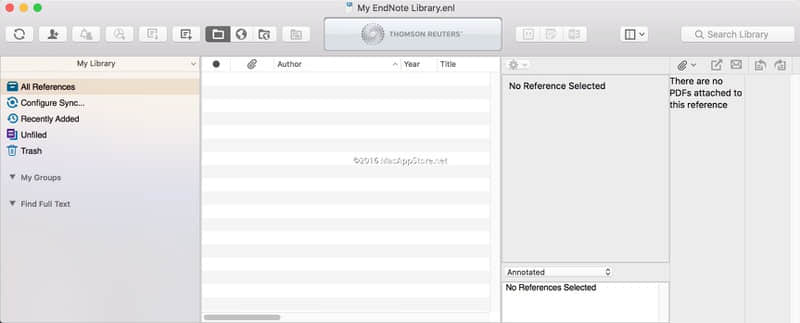 My EndNote Library.enl
THOMSON REUTERS™
Search Library
My Library
Author
Year
Title
All References
Configure Sync...
Recently Added
Unfiled
Trash
My Groups
Find Full Text
©2016 MacAppStore.net
No Reference Selected
There are no
PDFs attached to
this reference
Annotated
No References Selected